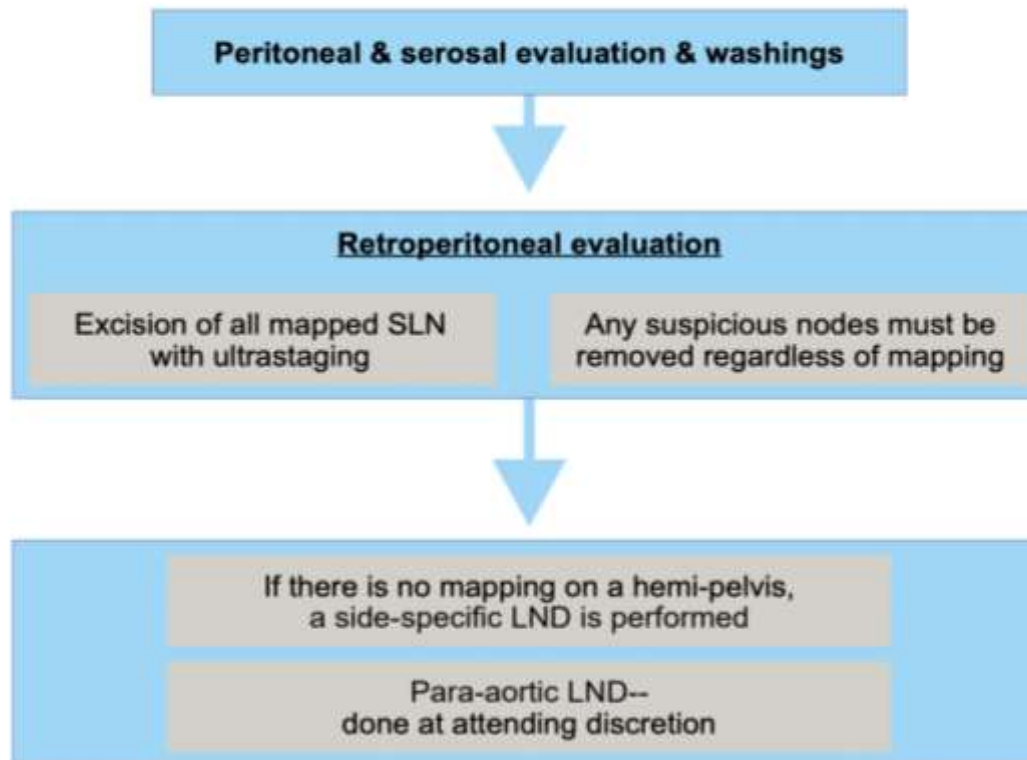 Peritoneal & serosal evaluation & washings
Retroperitoneal evaluation
Excision of all mapped SLN
with ultrastaging
Any suspicious nodes must be
removed regardless of mapping
If there is no mapping on a hemi-pelvis,
a side-specific LND is performed
Para-aortic LND--
done at attending discretion